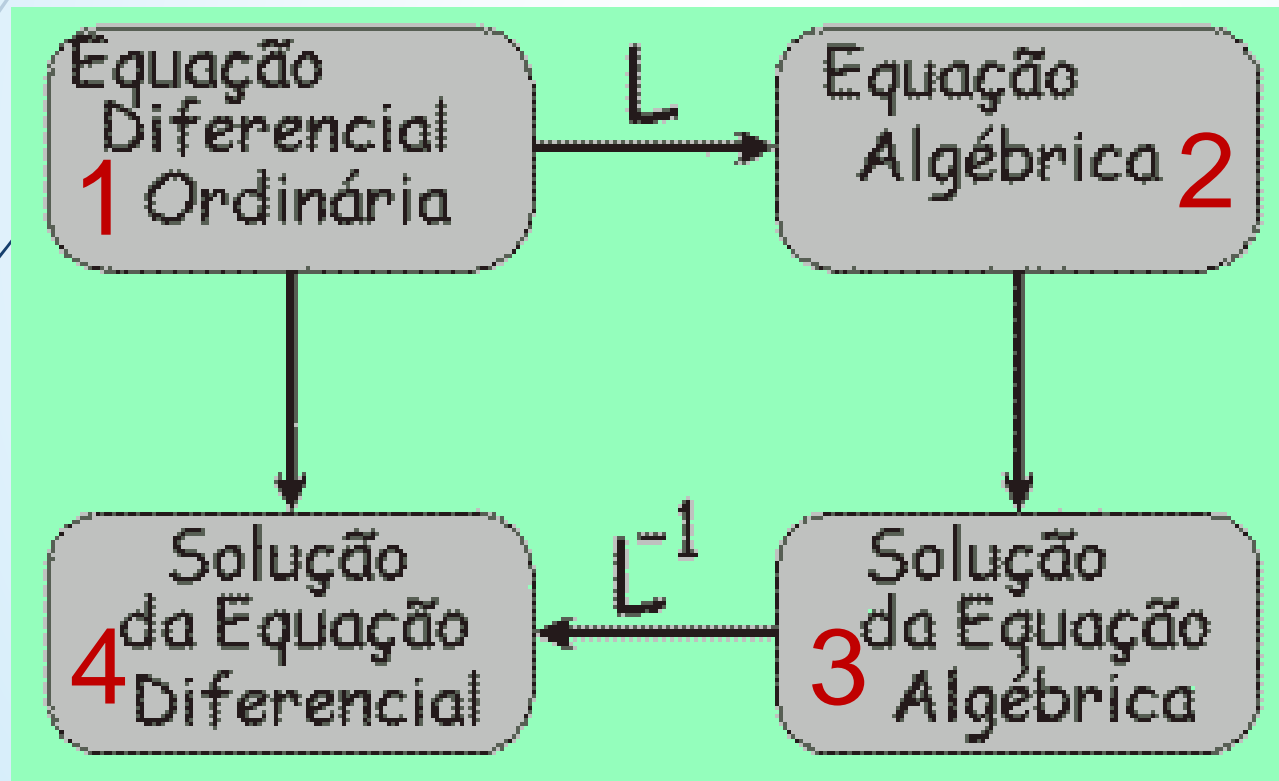 Equação
Diferencial
1 Ordinária
L
Equação
Algébrica 2
Solução
da Equação
4 Diferencial
L-1
Solução
da Equação
3 Algébrica